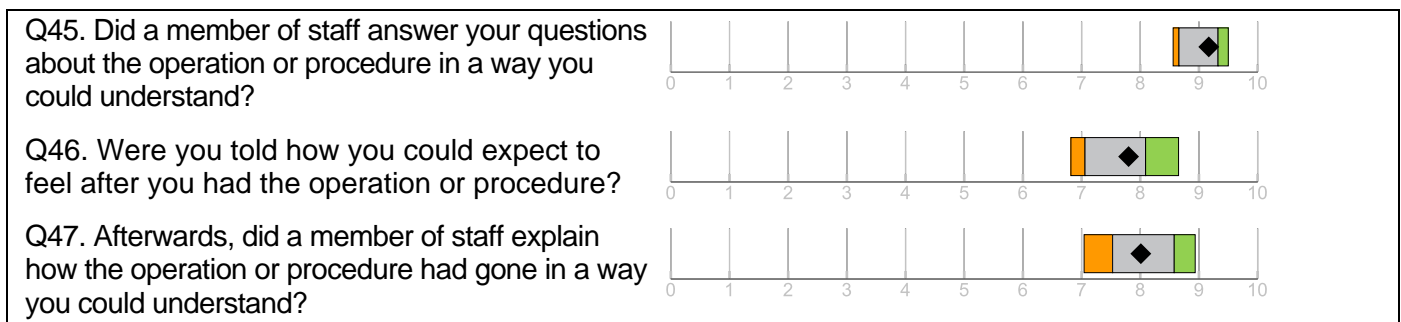 Q45. Did a member of staff answer your questions
about the operation or procedure in a way you
could understand?
0 1 2 3 4 5 6 7 8 9 10
Q46. Were you told how you could expect to
feel after you had the operation or procedure?
0 1 2 3 4 5 6 7 8 9 10
Q47. Afterwards, did a member of staff explain
how the operation or procedure had gone in a way
you could understand?
0 1 2 3 4 5 6 7 8 9 10